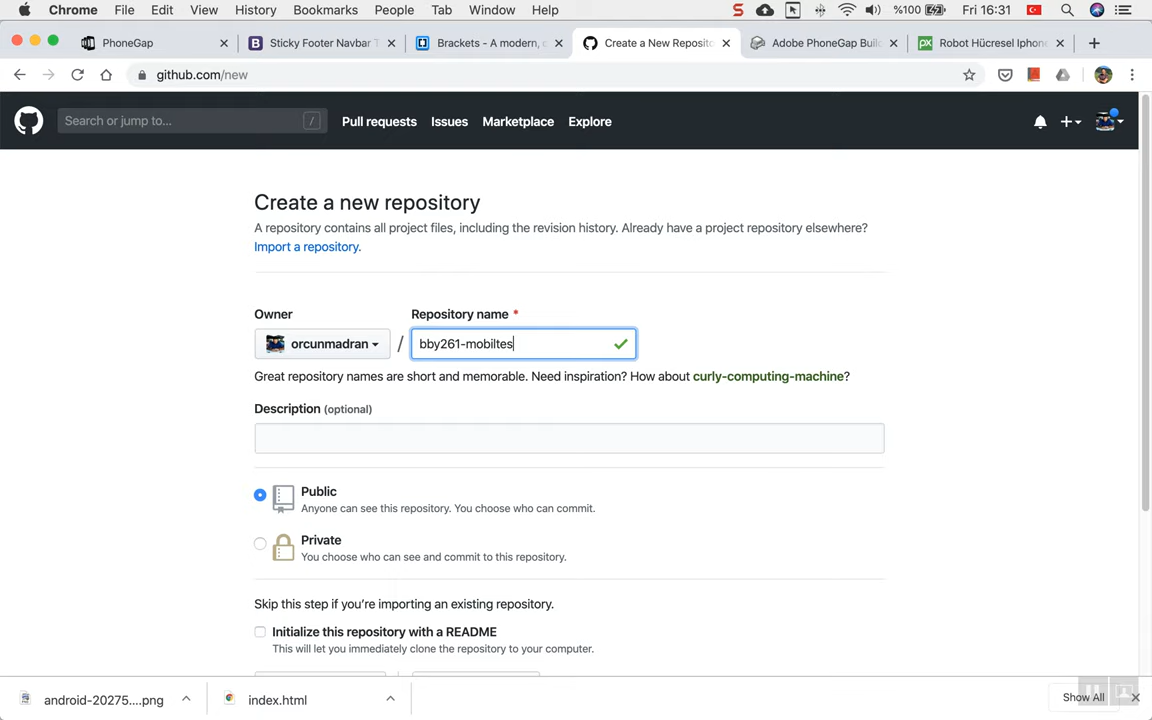 Chrome File Edit View History Bookmarks People Tab Window Help S %100 Fri 16:31
PhoneGap Sticky Footer Navbar T Brackets - A modern, o Create a New Reposito Adobe PhoneGap Buil Robot Hücresel Iphone
github.com/new
Search or jump to... / Pull requests Issues Marketplace Explore
Create a new repository
A repository contains all project files, including the revision history. Already have a project repository elsewhere?
Import a repository.
Owner Repository name *
orcunmadran / bby261-mobiltes
Great repository names are short and memorable. Need inspiration? How about curly-computing-machine?
Description (optional)
Public
Anyone can see this repository. You choose who can commit.
Private
You choose who can see and commit to this repository.
Skip this step if you're importing an existing repository.
Initialize this repository with a README
This will let you immediately clone the repository to your computer.
android-20275....png index.html Show All